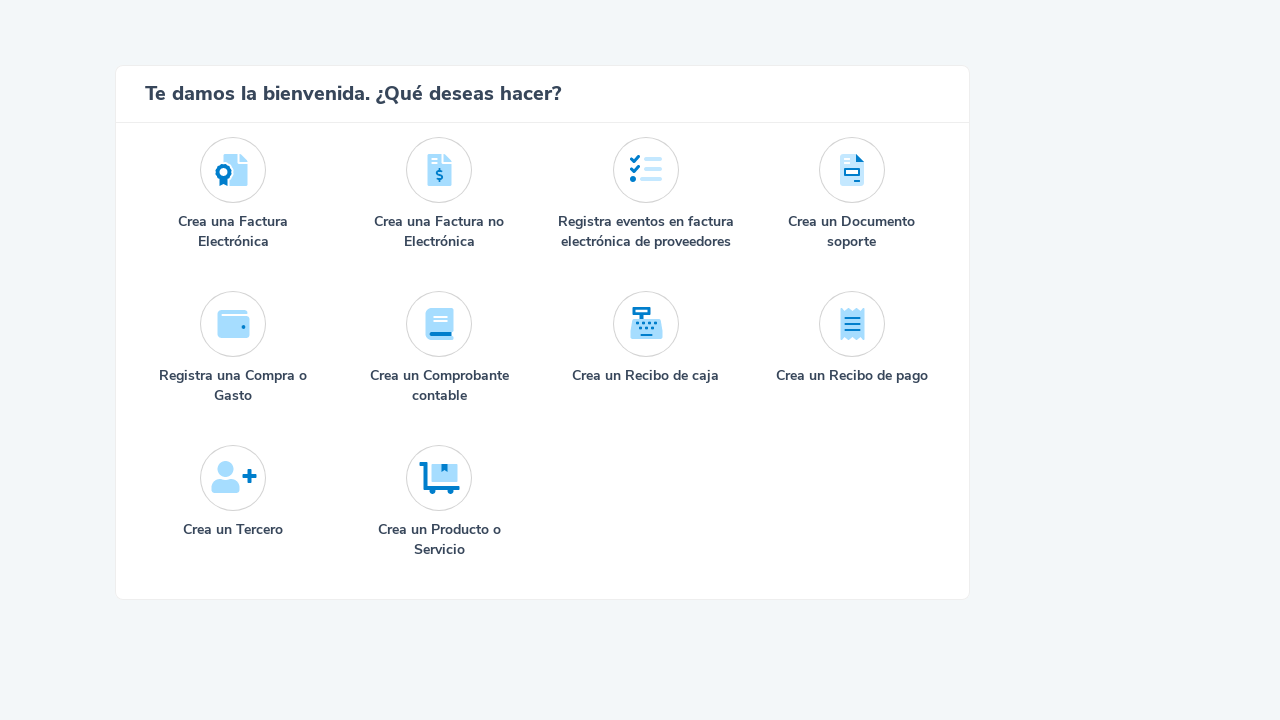 Te damos la bienvenida. ¿Qué deseas hacer?
Crea una Factura
Electrónica
Crea una Factura no
Electrónica
Registra eventos en factura
electrónica de proveedores
Crea un Documento
soporte
Registra una Compra o
Gasto
Crea un Comprobante
contable
Crea un Recibo de caja
Crea un Recibo de pago
Crea un Tercero
Crea un Producto o
Servicio